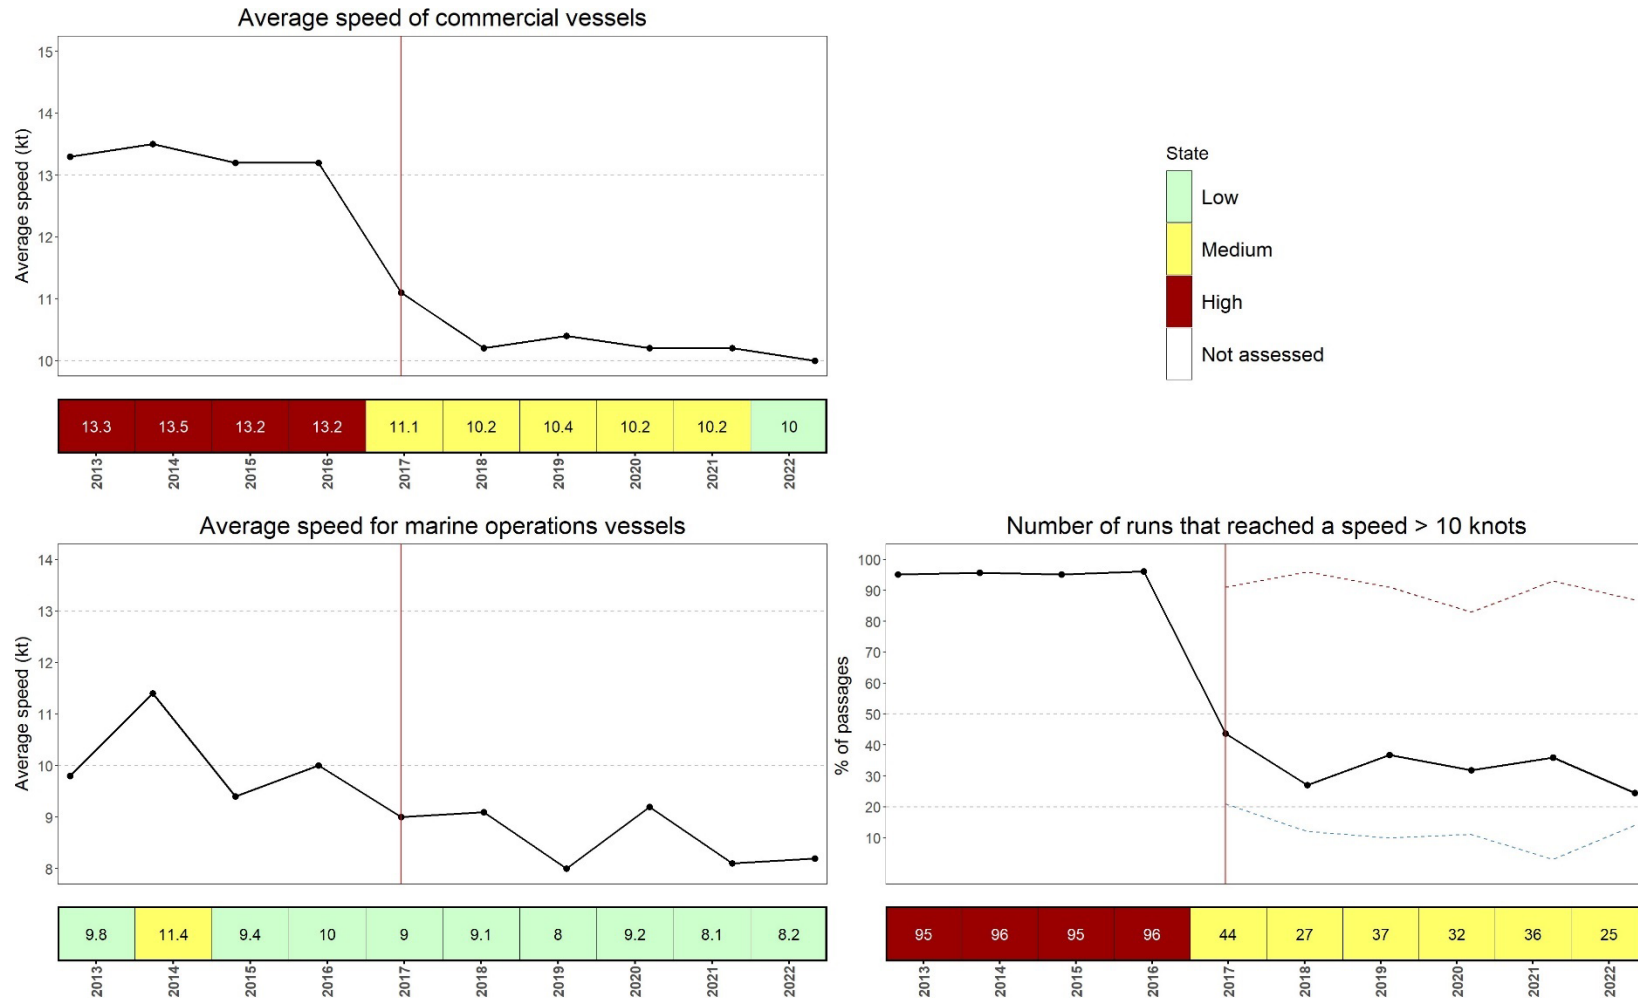 Average speed of commercial vessels
Average speed (kt)
15
14
13
12
11
10
13.3 13.5 13.2 13.2 11.1 10.2 10.4 10.2 10.2 10
2013 2014 2015 2016 2017 2018 2019 2020 2021 2022
State
Low
Medium
High
Not assessed
Average speed for marine operations vessels
Average speed (kt)
14
13
12
11
10
9
8
9.8 11.4 9.4 10 9 9.1 8 9.2 8.1 8.2
2013 2014 2015 2016 2017 2018 2019 2020 2021 2022
Number of runs that reached a speed > 10 knots
% of passages
100
90
80
70
60
50
40
30
20
10
95 96 95 96 44 27 37 32 36 25
2013 2014 2015 2016 2017 2018 2019 2020 2021 2022